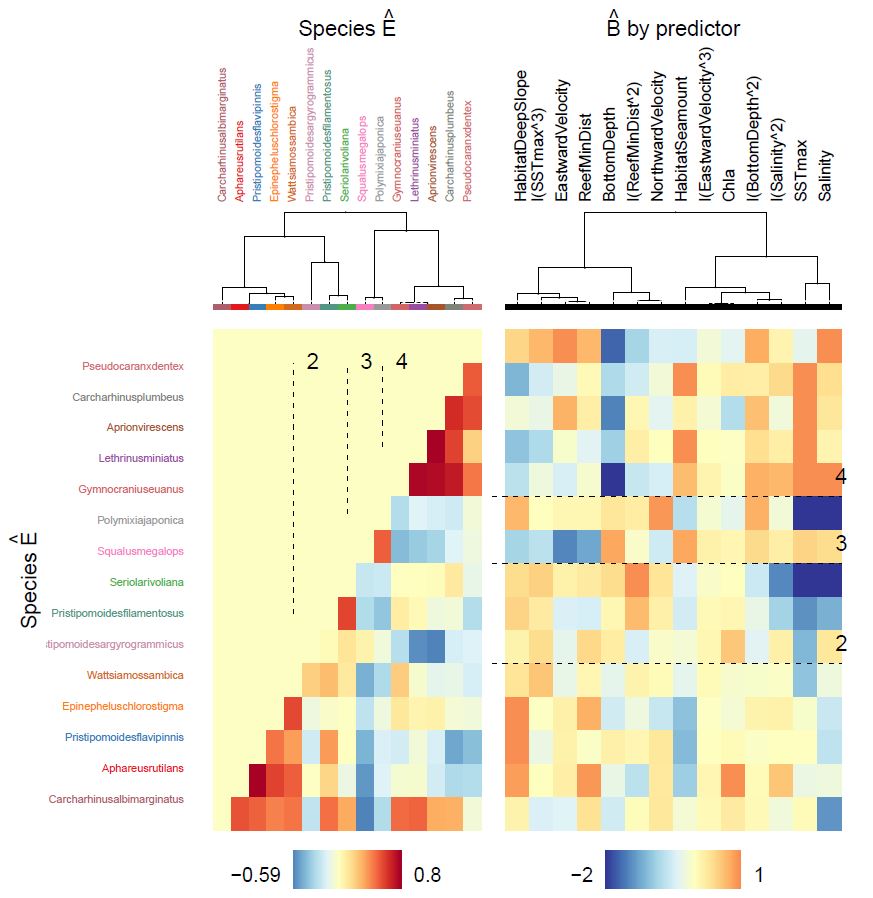 Species Ê
B̂ by predictor
Carcharhinusalbimarginatus
Aphareusrutilans
Pristipomoidesflavipinnis
Epinepheluschlorostigma
Wattsiamossambica
Pristipomoidesargyrogrammicus
Pristipomoidesfilamentosus
Seriolarivoliana
Squalusmegalops
Polymixiajaponica
Gymnocraniuseuanus
Lethrinusminiatus
Aprionvirescens
Carcharhinusplumbeus
Pseudocaranxdentex
HabitatDeepSlope
I(SSTmax^3)
EastwardVelocity
ReefMinDist
BottomDepth
I(ReefMinDist^2)
NorthwardVelocity
HabitatSeamount
I(EastwardVelocity^3)
Chla
I(BottomDepth^2)
I(Salinity^2)
SSTmax
Salinity
2 3 4
Pseudocaranxdentex
Carcharhinusplumbeus
Aprionvirescens
Lethrinusminiatus
Gymnocraniuseuanus
Polymixiajaponica
Squalusmegalops
Seriolarivoliana
Pristipomoidesfilamentosus
tipomoidesargyrogrammicus
Wattsiamossambica
Epinepheluschlorostigma
Pristipomoidesflavipinnis
Aphareusrutilans
Carcharhinusalbimarginatus
Species Ê
4
3
2
−0.59 0.8
−2 1